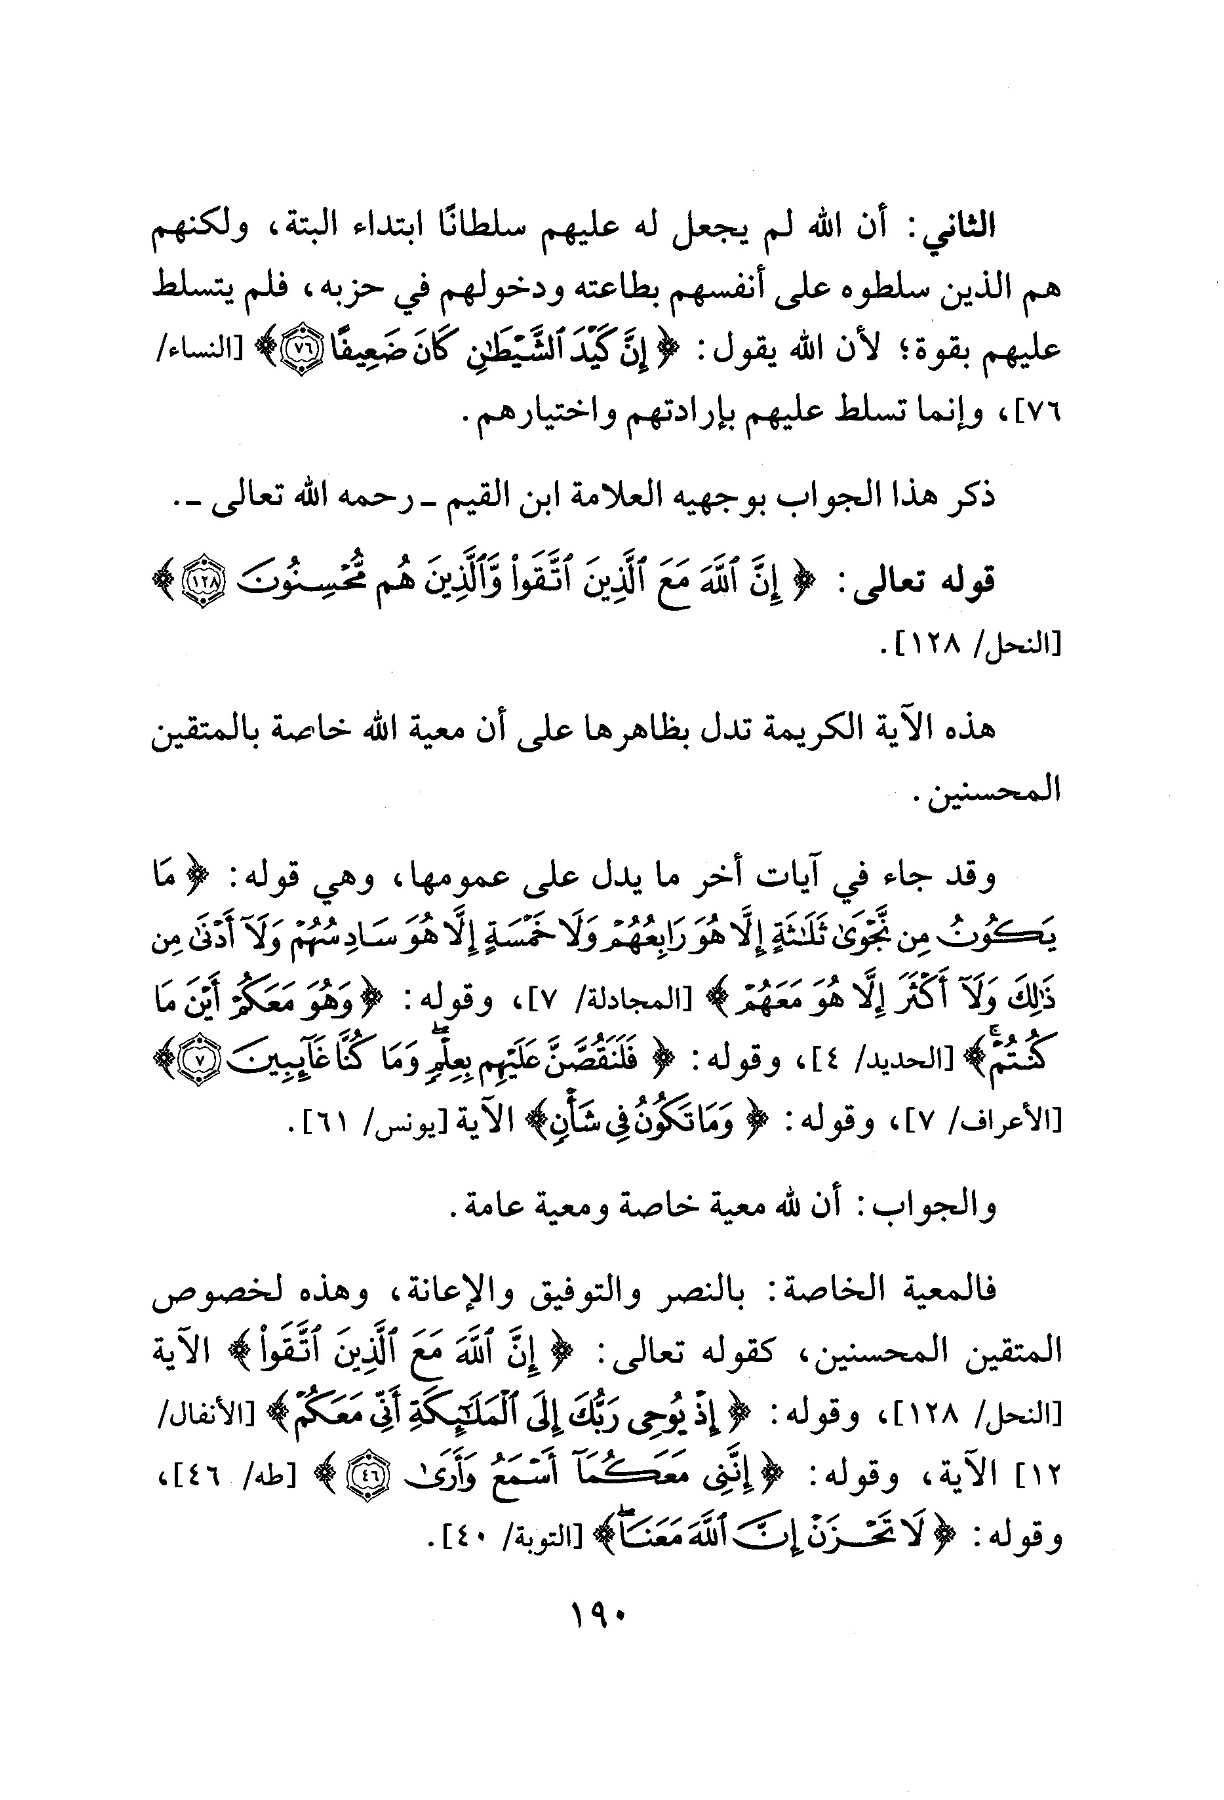 الثاني: أن الله لم يجعل له عليهم سلطانًا ابتداء البتة، ولكنهم
هم الذين سلطوه على أنفسهم بطاعته ودخولهم في حزبه، فلم يتسلط
عليهم بقوة؛ لأن الله يقول: ﴿إِنَّ كَيْدَ ٱلشَّيْطَٰنِ كَانَ ضَعِيفًا ٧٦﴾ [النساء/
٧٦]، وإنما تسلط عليهم بإرادتهم واختيارهم.
ذكر هذا الجواب بوجهيه العلامة ابن القيم ـ رحمه الله تعالى ـ.
قوله تعالى: ﴿إِنَّ ٱللَّهَ مَعَ ٱلَّذِينَ ٱتَّقَوا۟ وَّٱلَّذِينَ هُم مُّحْسِنُونَ ١٢٨﴾
[النحل/ ١٢٨].
هذه الآية الكريمة تدل بظاهرها على أن معية الله خاصة بالمتقين
المحسنين.
وقد جاء في آيات أخر ما يدل على عمومها، وهي قوله: ﴿مَا
يَكُونُ مِن نَّجْوَىٰ ثَلَٰثَةٍ إِلَّا هُوَ رَابِعُهُمْ وَلَا خَمْسَةٍ إِلَّا هُوَ سَادِسُهُمْ وَلَآ أَدْنَىٰ مِن
ذَٰلِكَ وَلَآ أَكْثَرَ إِلَّا هُوَ مَعَهُمْ﴾ [المجادلة/ ٧]، وقوله: ﴿وَهُوَ مَعَكُمْ أَيْنَ مَا
كُنتُمْ ۚ﴾ [الحديد/ ٤]، وقوله: ﴿فَلَنَقُصَّنَّ عَلَيْهِم بِعِلْمٍ ۖ وَمَا كُنَّا غَآئِبِينَ ٧﴾
[الأعراف/ ٧]، وقوله: ﴿وَمَا تَكُونُ فِى شَأْنٍ﴾ الآية [يونس/ ٦١].
والجواب: أن لله معية خاصة ومعية عامة.
فالمعية الخاصة: بالنصر والتوفيق والإعانة، وهذه لخصوص
المتقين المحسنين، كقوله تعالى: ﴿إِنَّ ٱللَّهَ مَعَ ٱلَّذِينَ ٱتَّقَوا۟﴾ الآية
[النحل/ ١٢٨]، وقوله: ﴿إِذْ يُوحِى رَبُّكَ إِلَى ٱلْمَلَٰٓئِكَةِ أَنِّى مَعَكُمْ﴾ [الأنفال/
١٢] الآية، وقوله: ﴿إِنَّنِى مَعَكُمَآ أَسْمَعُ وَأَرَىٰ ٤٦﴾ [طه/ ٤٦]،
وقوله: ﴿لَا تَحْزَنْ إِنَّ ٱللَّهَ مَعَنَا ۖ﴾ [التوبة/ ٤٠].
١٩٠